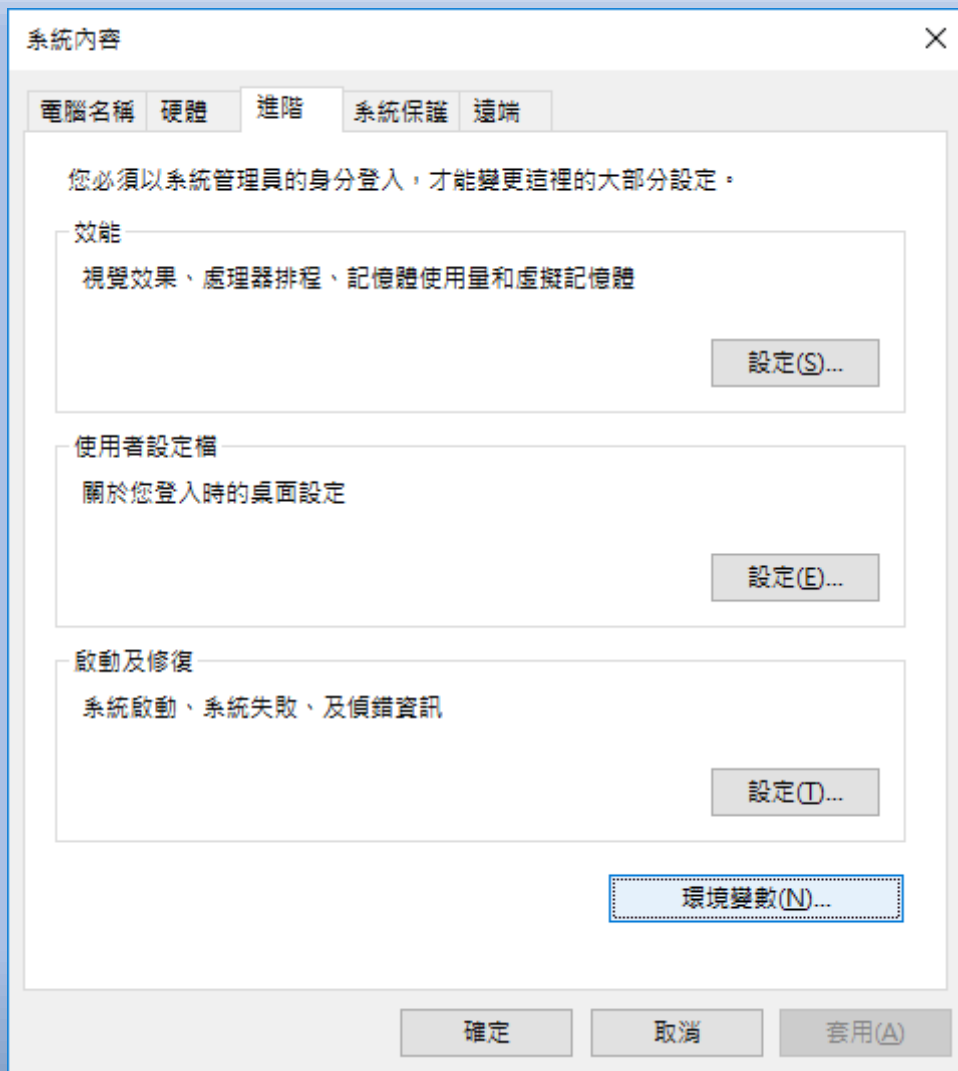 系統內容
電腦名稱 硬體 進階 系統保護 遠端
您必須以系統管理員的身分登入，才能變更這裡的大部分設定。
效能
視覺效果、處理器排程、記憶體使用量和虛擬記憶體
設定(S)...
使用者設定檔
關於您登入時的桌面設定
設定(E)...
啟動及修復
系統啟動、系統失敗、及偵錯資訊
設定(T)...
環境變數(N)...
確定 取消 套用(A)